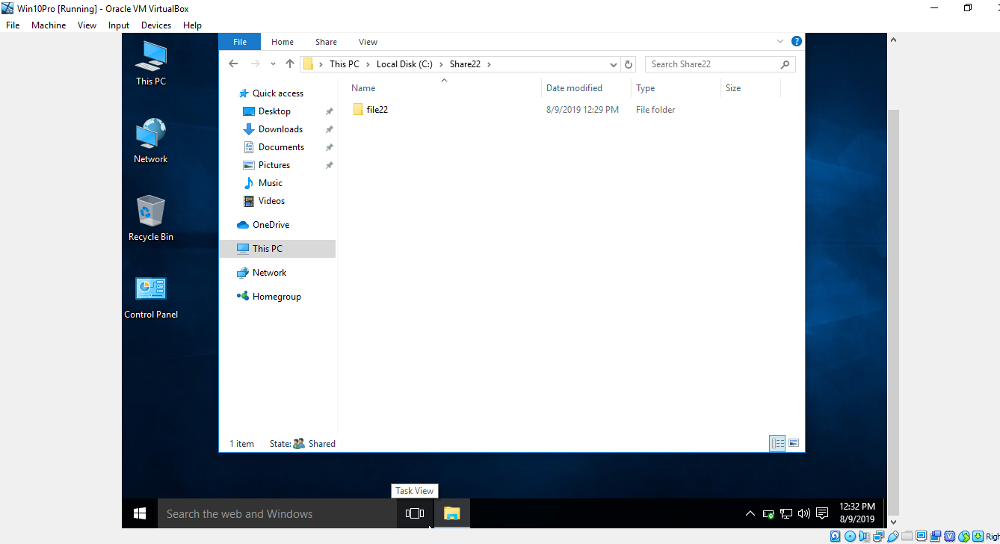 Win10Pro [Running] - Oracle VM VirtualBox
File Machine View Input Devices Help
File Home Share View
This PC Local Disk (C:) Share22
Search Share22
Name Date modified Type Size
file22 8/9/2019 12:29 PM File folder
Quick access
Desktop
Downloads
Documents
Pictures
Music
Videos
OneDrive
This PC
Network
Homegroup
1 item State: Shared
This PC
Network
Recycle Bin
Control Panel
Task View
Search the web and Windows
12:32 PM
8/9/2019
Righ